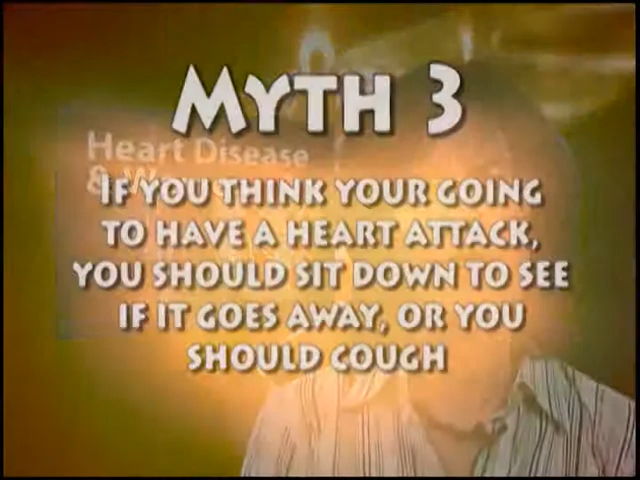 MYTH 3
Heart Disease
&
IF YOU THINK YOUR GOING
TO HAVE A HEART ATTACK,
YOU SHOULD SIT DOWN TO SEE
IF IT GOES AWAY, OR YOU
SHOULD COUGH